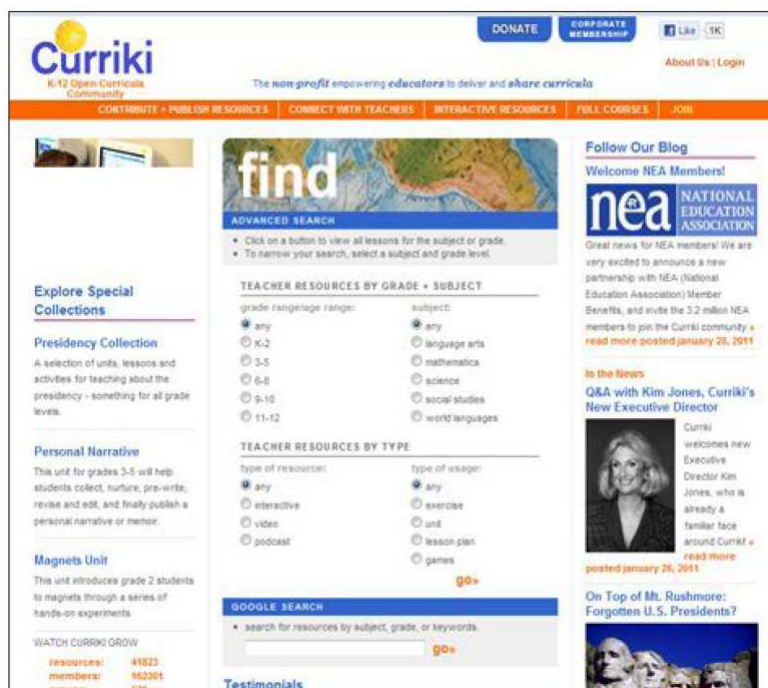 DONATE
CORPORATE
MEMBERSHIP
Like
1K
Curriki
K-12 Open Curricula
Community
The non-profit empowering educators to deliver and share curricula
About Us | Login
CONTRIBUTE + PUBLISH RESOURCES
CONNECT WITH TEACHERS
INTERACTIVE RESOURCES
FULL COURSES
JOIN
Explore Special
Collections
Presidency Collection
A selection of units, lessons and
activities for teaching about the
presidency - something for all grade
levels.
Personal Narrative
This unit for grades 3-5 will help
students collect, nurture, pre-write,
revise and edit, and finally publish a
personal narrative or memoir.
Magnets Unit
This unit introduces grade 2 students
to magnets through a series of
hands-on experiments
WATCH CURRIKI GROW
resources: 41823
members: 162301
find
ADVANCED SEARCH
• Click on a button to view all lessons for the subject or grade.
• To narrow your search, select a subject and grade level.
TEACHER RESOURCES BY GRADE + SUBJECT
grade range/age range:
any
K-2
3-5
6-8
9-10
11-12
subject:
any
language arts
mathematics
science
social studies
world languages
TEACHER RESOURCES BY TYPE
type of resource:
any
interactive
video
podcast
type of usage:
any
exercise
unit
lesson plan
games
go»
GOOGLE SEARCH
• search for resources by subject, grade, or keywords.
go»
Testimonials
Follow Our Blog
Welcome NEA Members!
nea
NATIONAL
EDUCATION
ASSOCIATION
Great news for NEA members! We are
very excited to announce a new
partnership with NEA (National
Education Association) Member
Benefits, and invite the 3.2 million NEA
members to join the Curriki community »
read more posted january 28, 2011
In the News
Q&A with Kim Jones, Curriki's
New Executive Director
Curriki
welcomes new
Executive
Director Kim
Jones, who is
already a
familiar face
around Curriki! »
read more
posted january 26, 2011
On Top of Mt. Rushmore:
Forgotten U.S. Presidents?